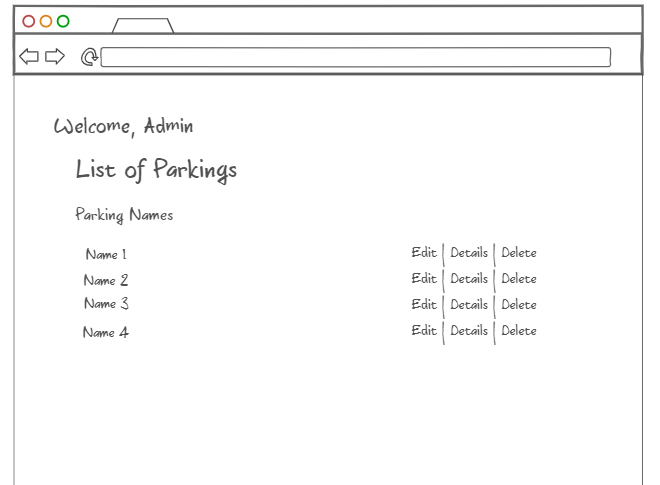 Welcome, Admin
List of Parkings
Parking Names
Name 1 Edit | Details | Delete
Name 2 Edit | Details | Delete
Name 3 Edit | Details | Delete
Name 4 Edit | Details | Delete